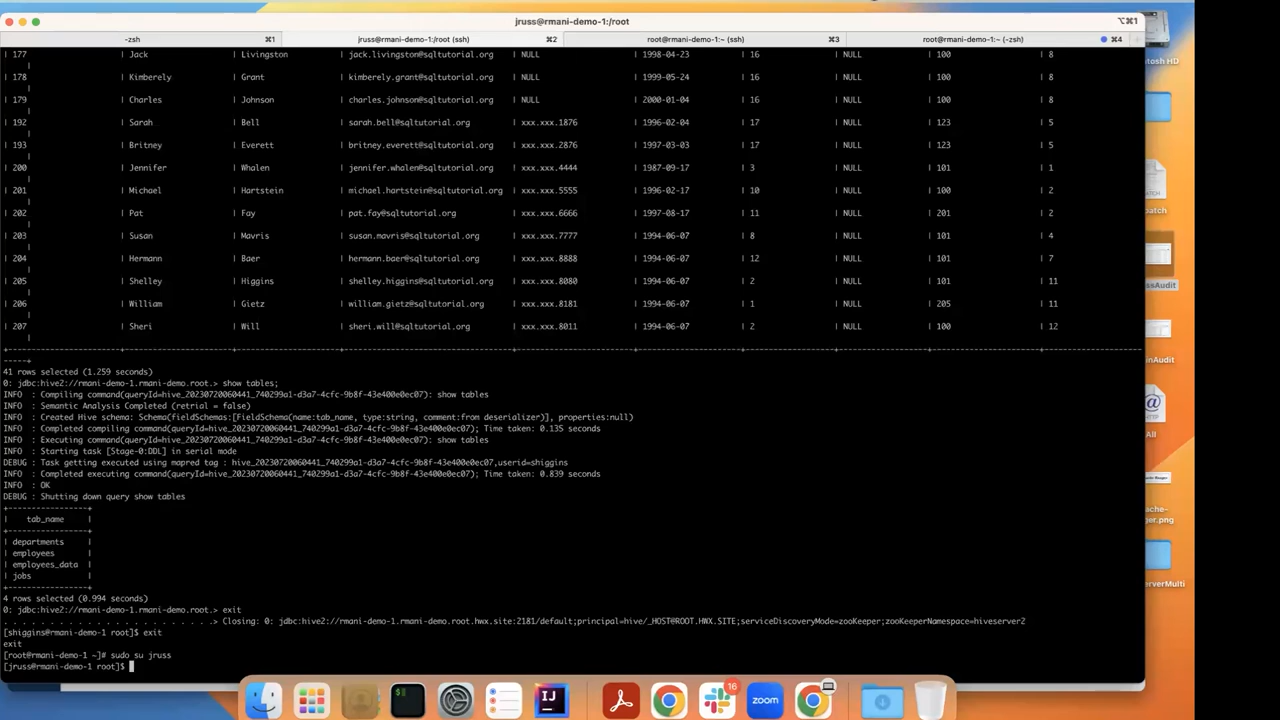 jruss@rmani-demo-1:/root
⌥⌘1
-zsh ⌘1 jruss@rmani-demo-1:/root (ssh) ⌘2 root@rmani-demo-1:~ (ssh) ⌘3 root@rmani-demo-1:~ (-zsh) ⌘4
| 177 | Jack | Livingston | jack.livingston@sqltutorial.org | NULL | 1998-04-23 | 16 | NULL | 100 | 8
|
| 178 | Kimberely | Grant | kimberely.grant@sqltutorial.org | NULL | 1999-05-24 | 16 | NULL | 100 | 8
|
| 179 | Charles | Johnson | charles.johnson@sqltutorial.org | NULL | 2000-01-04 | 16 | NULL | 100 | 8
|
| 192 | Sarah | Bell | sarah.bell@sqltutorial.org | xxx.xxx.1876 | 1996-02-04 | 17 | NULL | 123 | 5
|
| 193 | Britney | Everett | britney.everett@sqltutorial.org | xxx.xxx.2876 | 1997-03-03 | 17 | NULL | 123 | 5
|
| 200 | Jennifer | Whalen | jennifer.whalen@sqltutorial.org | xxx.xxx.4444 | 1987-09-17 | 3 | NULL | 101 | 1
|
| 201 | Michael | Hartstein | michael.hartstein@sqltutorial.org | xxx.xxx.5555 | 1996-02-17 | 10 | NULL | 100 | 2
|
| 202 | Pat | Fay | pat.fay@sqltutorial.org | xxx.xxx.6666 | 1997-08-17 | 11 | NULL | 201 | 2
|
| 203 | Susan | Mavris | susan.mavris@sqltutorial.org | xxx.xxx.7777 | 1994-06-07 | 8 | NULL | 101 | 4
|
| 204 | Hermann | Baer | hermann.baer@sqltutorial.org | xxx.xxx.8888 | 1994-06-07 | 12 | NULL | 101 | 7
|
| 205 | Shelley | Higgins | shelley.higgins@sqltutorial.org | xxx.xxx.8080 | 1994-06-07 | 2 | NULL | 101 | 11
|
| 206 | William | Gietz | william.gietz@sqltutorial.org | xxx.xxx.8181 | 1994-06-07 | 1 | NULL | 205 | 11
|
| 207 | Sheri | Will | sheri.will@sqltutorial.org | xxx.xxx.8011 | 1994-06-07 | 2 | NULL | 100 | 12
|
41 rows selected (1.259 seconds)
0: jdbc:hive2://rmani-demo-1.rmani-demo.root.> show tables;
INFO : Compiling command(queryId=hive_20230720060441_740299a1-d3a7-4cfc-9b8f-43e400e0ec07): show tables
INFO : Semantic Analysis Completed (retrial = false)
INFO : Created Hive schema: Schema(fieldSchemas:[FieldSchema(name:tab_name, type:string, comment:from deserializer)], properties:null)
INFO : Completed compiling command(queryId=hive_20230720060441_740299a1-d3a7-4cfc-9b8f-43e400e0ec07); Time taken: 0.135 seconds
INFO : Executing command(queryId=hive_20230720060441_740299a1-d3a7-4cfc-9b8f-43e400e0ec07): show tables
INFO : Starting task [Stage-0:DDL] in serial mode
DEBUG : Task getting executed using mapred tag : hive_20230720060441_740299a1-d3a7-4cfc-9b8f-43e400e0ec07,userid=shiggins
INFO : Completed executing command(queryId=hive_20230720060441_740299a1-d3a7-4cfc-9b8f-43e400e0ec07); Time taken: 0.839 seconds
INFO : OK
DEBUG : Shutting down query show tables
+-----------------+
| tab_name |
+-----------------+
| departments |
| employees |
| employees_data |
| jobs |
+-----------------+
4 rows selected (0.994 seconds)
0: jdbc:hive2://rmani-demo-1.rmani-demo.root.> exit
. . . . . . . . . . . . . . . . . . . . . . .> Closing: 0: jdbc:hive2://rmani-demo-1.rmani-demo.root.hwx.site:2181/default;principal=hive/_HOST@ROOT.HWX.SITE;serviceDiscoveryMode=zooKeeper;zooKeeperNamespace=hiveserver2
[shiggins@rmani-demo-1 root]$ exit
exit
[root@rmani-demo-1 ~]# sudo su jruss
[jruss@rmani-demo-1 root]$
tosh HD
patch
ssAudit
inAudit
All
che-
ger.png
erverMulti
$
IJ
16
zoom